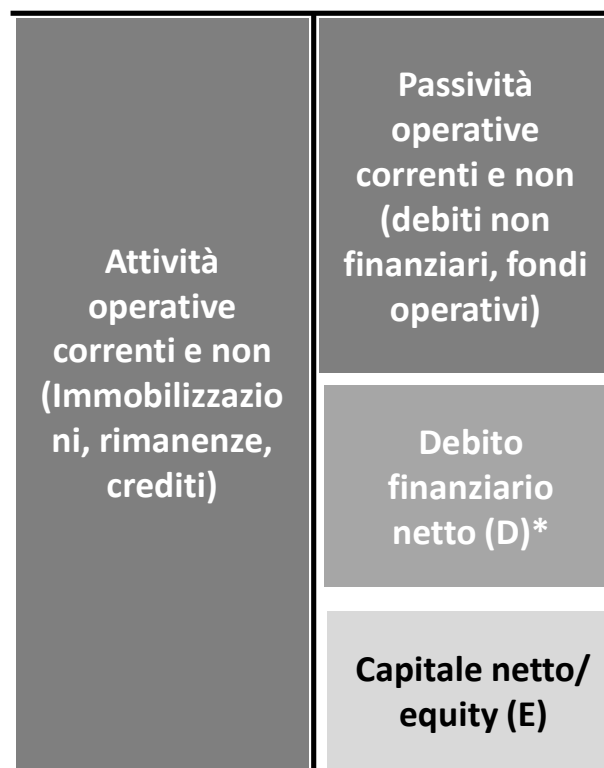 Attività
operative
correnti e non
(Immobilizzazio
ni, rimanenze,
crediti)
Passività
operative
correnti e non
(debiti non
finanziari, fondi
operativi)
Debito
finanziario
netto (D)*
Capitale netto/
equity (E)